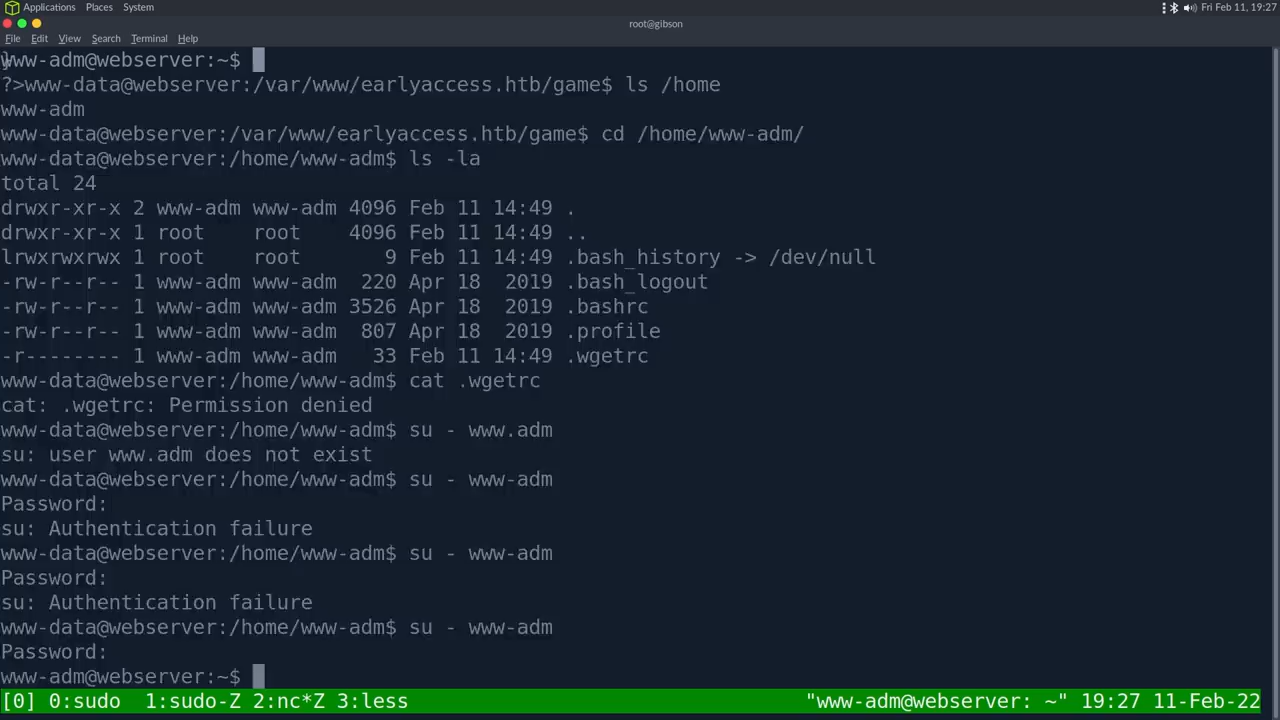 Applications Places System Fri Feb 11, 19:27
root@gibson
File Edit View Search Terminal Help
www-adm@webserver:~$
?>www-data@webserver:/var/www/earlyaccess.htb/game$ ls /home
www-adm
www-data@webserver:/var/www/earlyaccess.htb/game$ cd /home/www-adm/
www-data@webserver:/home/www-adm$ ls -la
total 24
drwxr-xr-x 2 www-adm www-adm 4096 Feb 11 14:49 .
drwxr-xr-x 1 root    root    4096 Feb 11 14:49 ..
lrwxrwxrwx 1 root    root       9 Feb 11 14:49 .bash_history -> /dev/null
-rw-r--r-- 1 www-adm www-adm  220 Apr 18  2019 .bash_logout
-rw-r--r-- 1 www-adm www-adm 3526 Apr 18  2019 .bashrc
-rw-r--r-- 1 www-adm www-adm  807 Apr 18  2019 .profile
-r-------- 1 www-adm www-adm   33 Feb 11 14:49 .wgetrc
www-data@webserver:/home/www-adm$ cat .wgetrc
cat: .wgetrc: Permission denied
www-data@webserver:/home/www-adm$ su - www.adm
su: user www.adm does not exist
www-data@webserver:/home/www-adm$ su - www-adm
Password:
su: Authentication failure
www-data@webserver:/home/www-adm$ su - www-adm
Password:
su: Authentication failure
www-data@webserver:/home/www-adm$ su - www-adm
Password:
www-adm@webserver:~$
[0] 0:sudo  1:sudo-Z 2:nc*Z 3:less "www-adm@webserver: ~" 19:27 11-Feb-22